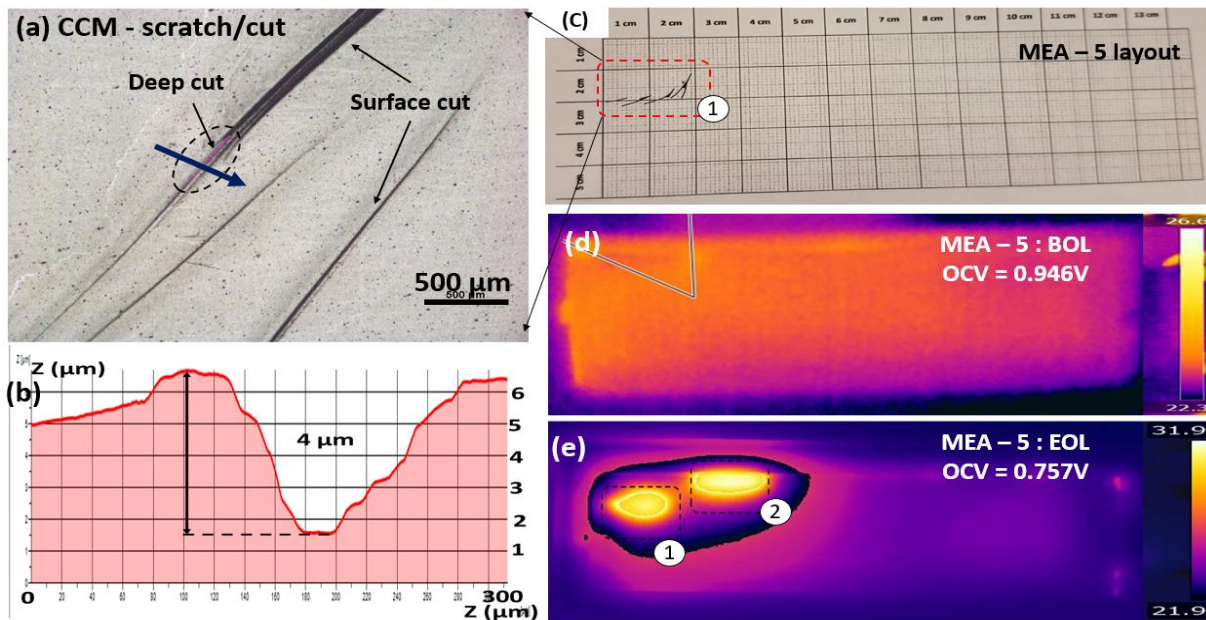 (a) CCM - scratch/cut
Deep cut
Surface cut
500 µm
500 µm
(b)
Z (µm)
4 µm
6
5
4
3
2
1
0
20
40
60
80
100
120
140
160
180
200
220
240
260
280
300
Z (µm)
(C)
1 cm
2 cm
3 cm
4 cm
5 cm
6 cm
7 cm
8 cm
9 cm
10 cm
11 cm
12 cm
13 cm
MEA – 5 layout
1 cm
2 cm
3 cm
4 cm
5 cm
1
(d)
MEA – 5 : BOL
OCV = 0.946V
22.3
(e)
MEA – 5 : EOL
OCV = 0.757V
31.9
1
2
21.9